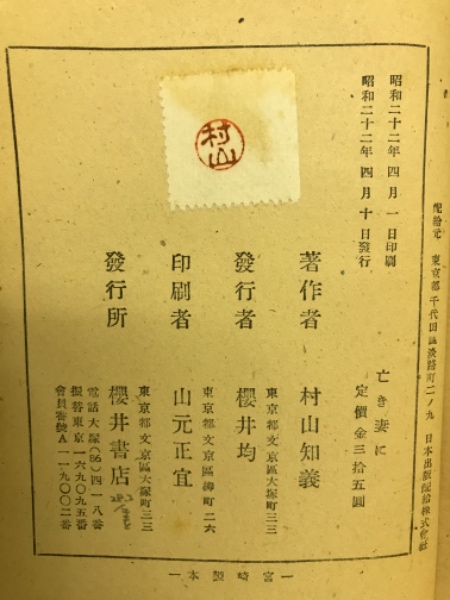 配給元 東京都千代田區淡路町二ノ九 日本出版配給株式會社
昭和二十二年四月一日印刷
昭和二十二年四月十日發行
村山
亡き妻に
定價金三拾五圓
著作者 村山知義
東京都文京區大塚町三三
發行者 櫻井均
東京都文京區柳町二六
印刷者 山元正宜
東京都文京區大塚町三三
發行所 櫻井書店
電話大塚(86)四一八番
振替東京一六九〇九五番
會員番號A一一九〇〇二番
宮崎製本